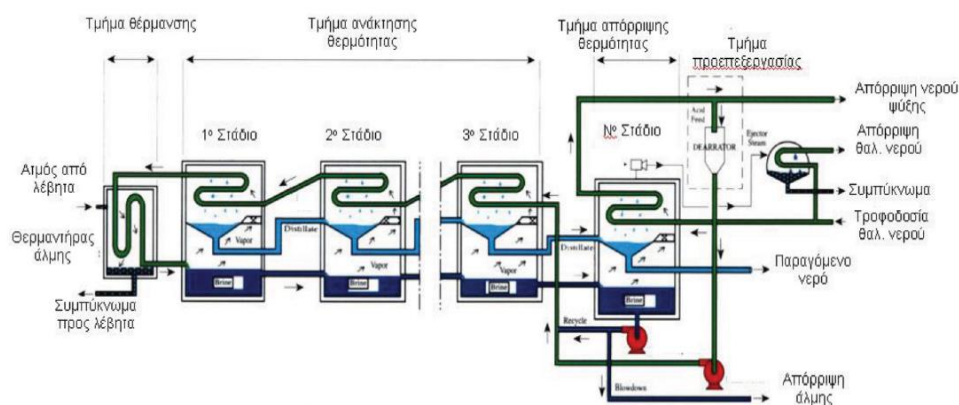 Τμήμα θέρμανσης
Τμήμα ανάκτησης
θερμότητας
Τμήμα απόρριψης
θερμότητας
Τμήμα
προεπεξεργασίας
1ο Στάδιο
2ο Στάδιο
3ο Στάδιο
Νο Στάδιο
Acid
Feed
DEARRATOR
Ejector
Steam
Απόρριψη νερού
ψύξης
Απόρριψη
θαλ. νερού
Συμπύκνωμα
Τροφοδοσία
θαλ. νερού
Παραγόμενο
νερό
Απόρριψη
άλμης
Ατμός από
λέβητα
Θερμαντήρας
άλμης
Συμπύκνωμα
προς λέβητα
Distillate
Distillate
Vapor
Vapor
Vapor
Brine
Brine
Brine
Brine
Recycle
Blowdown